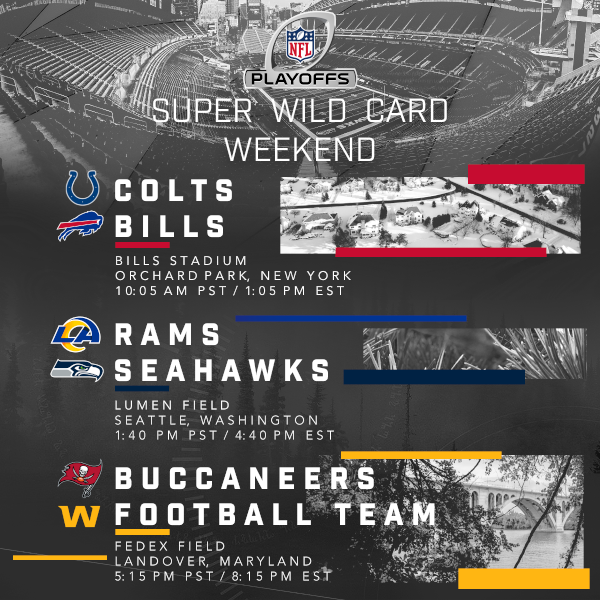 NFL
PLAYOFFS
SUPER WILD CARD
WEEKEND
COLTS
BILLS
BILLS STADIUM
ORCHARD PARK, NEW YORK
10:05 AM PST / 1:05 PM EST
LA
RAMS
SEAHAWKS
LUMEN FIELD
SEATTLE, WASHINGTON
1:40 PM PST / 4:40 PM EST
BUCCANEERS
W
FOOTBALL TEAM
FEDEX FIELD
LANDOVER, MARYLAND
5:15 PM PST / 8:15 PM EST